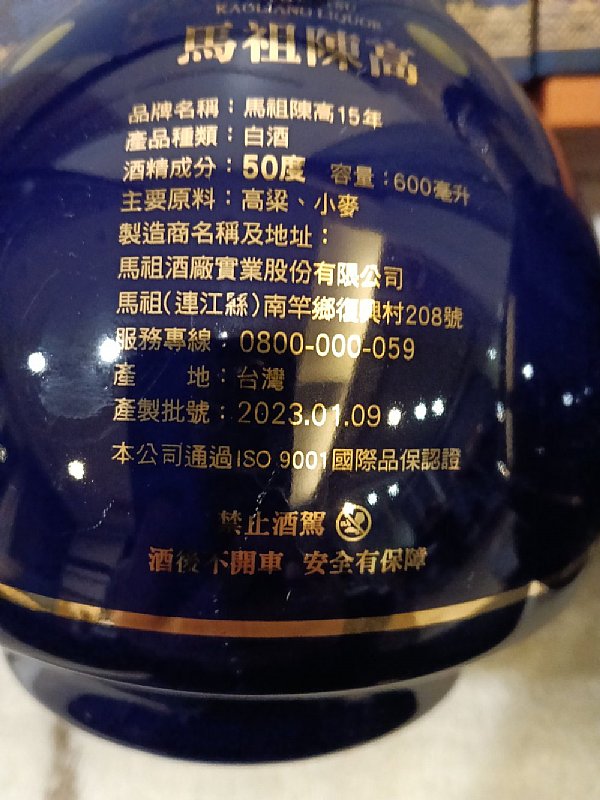 KAOLIANG LIQUOR
馬祖陳高
品牌名稱：馬祖陳高15年
產品種類：白酒
酒精成分：50度 容量：600毫升
主要原料：高粱、小麥
製造商名稱及地址：
馬祖酒廠實業股份有限公司
馬祖(連江縣)南竿鄉復興村208號
服務專線：0800-000-059
產 地：台灣
產製批號：2023.01.09
本公司通過ISO 9001國際品保認證
禁止酒駕
酒後不開車 安全有保障